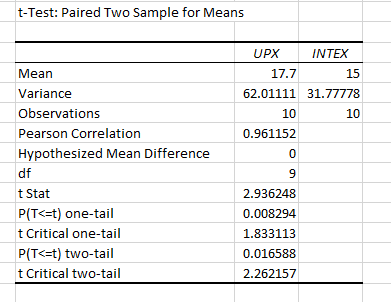 t-Test: Paired Two Sample for Means
UPX INTEX
Mean 17.7 15
Variance 62.01111 31.77778
Observations 10 10
Pearson Correlation 0.961152
Hypothesized Mean Difference 0
df 9
t Stat 2.936248
P(T<=t) one-tail 0.008294
t Critical one-tail 1.833113
P(T<=t) two-tail 0.016588
t Critical two-tail 2.262157